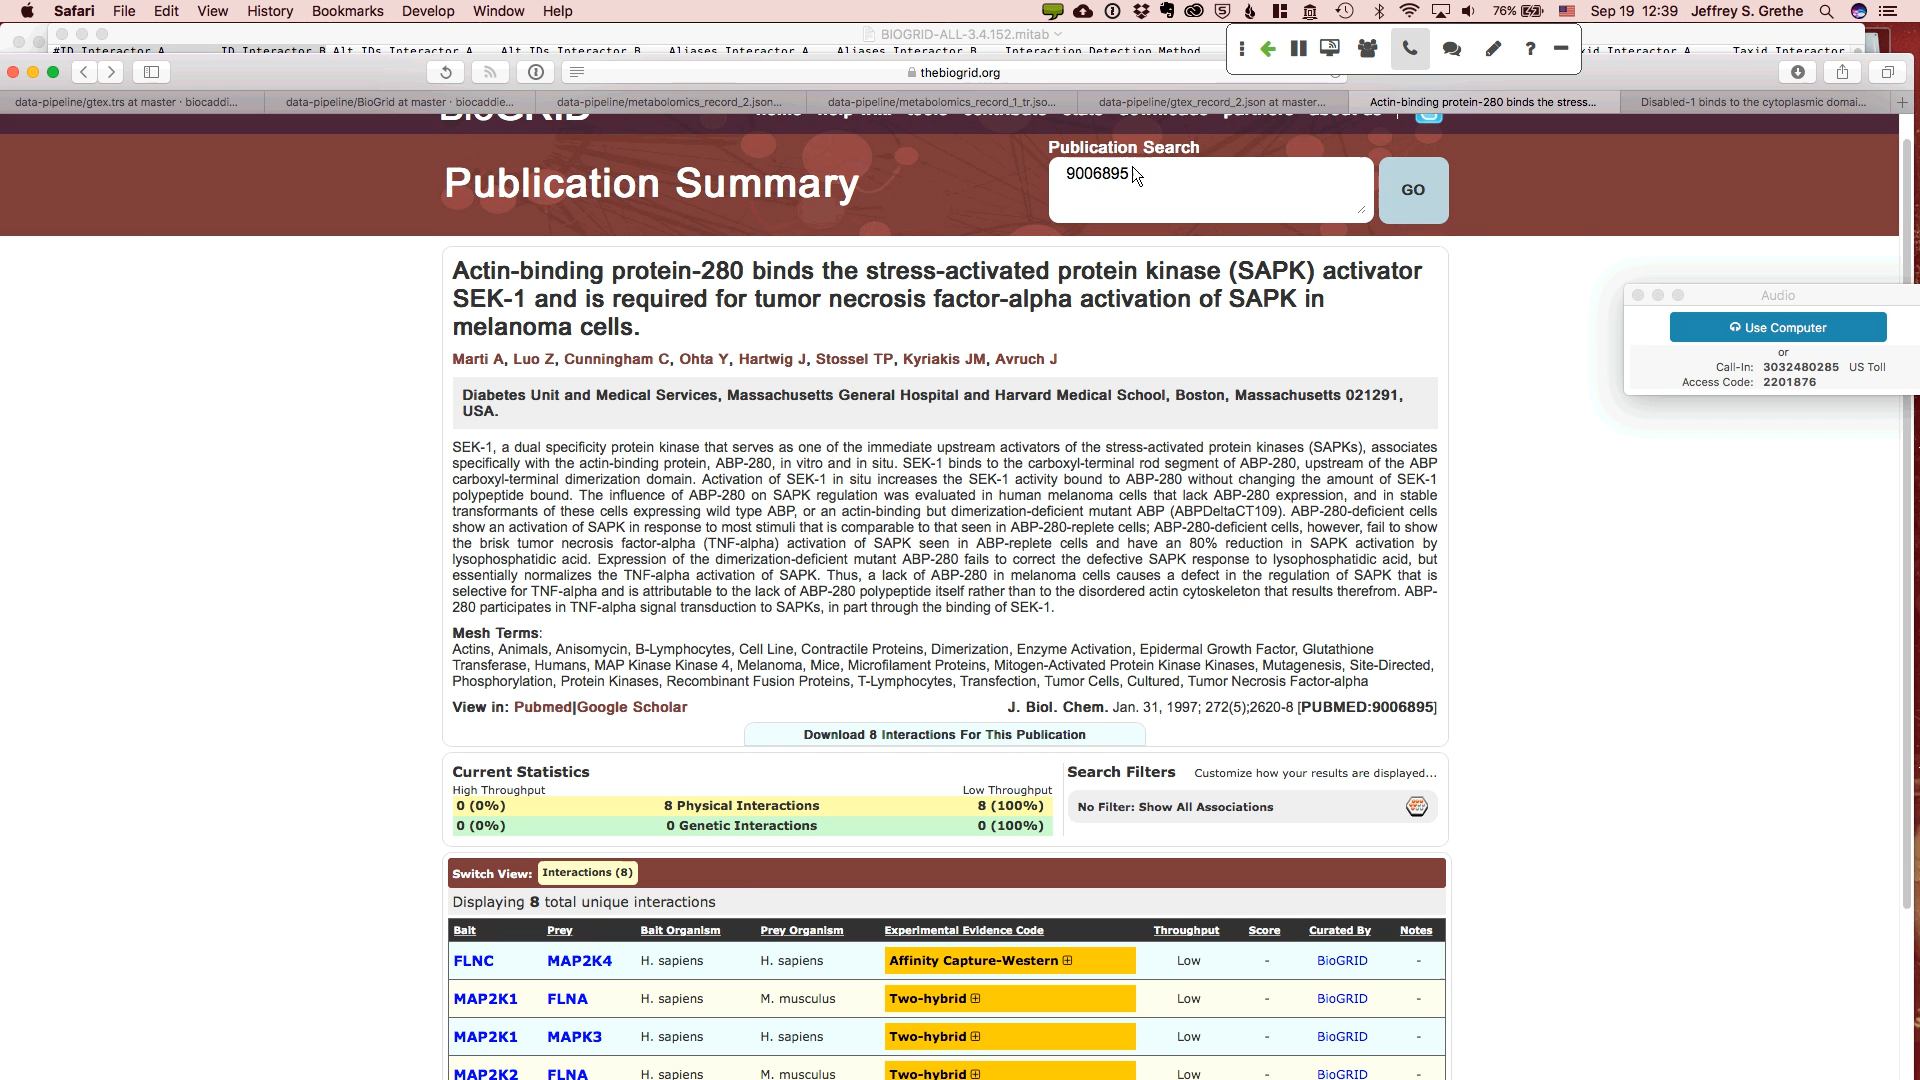 Safari File Edit View History Bookmarks Develop Window Help 76% Sep 19 12:39 Jeffrey S. Grethe
BIOGRID-ALL-3.4.152.mitab
#ID Interactor A ID Interactor B Alt IDs Interactor A Alt IDs Interactor B Aliases Interactor A Aliases Interactor B Interaction Detection Method Taxid Interactor
thebiogrid.org
data-pipeline/gtex.trs at master · biocaddi... data-pipeline/BioGrid at master · biocaddie... data-pipeline/metabolomics_record_2.json... data-pipeline/metabolomics_record_1_tr.jso... data-pipeline/gtex_record_2.json at master... Actin-binding protein-280 binds the stress... Disabled-1 binds to the cytoplasmic domai...
Publication Search
Publication Summary
9006895
GO
Actin-binding protein-280 binds the stress-activated protein kinase (SAPK) activator
SEK-1 and is required for tumor necrosis factor-alpha activation of SAPK in
melanoma cells.
Marti A, Luo Z, Cunningham C, Ohta Y, Hartwig J, Stossel TP, Kyriakis JM, Avruch J
Diabetes Unit and Medical Services, Massachusetts General Hospital and Harvard Medical School, Boston, Massachusetts 021291,
USA.
SEK-1, a dual specificity protein kinase that serves as one of the immediate upstream activators of the stress-activated protein kinases (SAPKs), associates
specifically with the actin-binding protein, ABP-280, in vitro and in situ. SEK-1 binds to the carboxyl-terminal rod segment of ABP-280, upstream of the ABP
carboxyl-terminal dimerization domain. Activation of SEK-1 in situ increases the SEK-1 activity bound to ABP-280 without changing the amount of SEK-1
polypeptide bound. The influence of ABP-280 on SAPK regulation was evaluated in human melanoma cells that lack ABP-280 expression, and in stable
transformants of these cells expressing wild type ABP, or an actin-binding but dimerization-deficient mutant ABP (ABPDeltaCT109). ABP-280-deficient cells
show an activation of SAPK in response to most stimuli that is comparable to that seen in ABP-280-replete cells; ABP-280-deficient cells, however, fail to show
the brisk tumor necrosis factor-alpha (TNF-alpha) activation of SAPK seen in ABP-replete cells and have an 80% reduction in SAPK activation by
lysophosphatidic acid. Expression of the dimerization-deficient mutant ABP-280 fails to correct the defective SAPK response to lysophosphatidic acid, but
essentially normalizes the TNF-alpha activation of SAPK. Thus, a lack of ABP-280 in melanoma cells causes a defect in the regulation of SAPK that is
selective for TNF-alpha and is attributable to the lack of ABP-280 polypeptide itself rather than to the disordered actin cytoskeleton that results therefrom. ABP-
280 participates in TNF-alpha signal transduction to SAPKs, in part through the binding of SEK-1.
Mesh Terms:
Actins, Animals, Anisomycin, B-Lymphocytes, Cell Line, Contractile Proteins, Dimerization, Enzyme Activation, Epidermal Growth Factor, Glutathione
Transferase, Humans, MAP Kinase Kinase 4, Melanoma, Mice, Microfilament Proteins, Mitogen-Activated Protein Kinase Kinases, Mutagenesis, Site-Directed,
Phosphorylation, Protein Kinases, Recombinant Fusion Proteins, T-Lymphocytes, Transfection, Tumor Cells, Cultured, Tumor Necrosis Factor-alpha
View in: Pubmed|Google Scholar J. Biol. Chem. Jan. 31, 1997; 272(5);2620-8 [PUBMED:9006895]
Download 8 Interactions For This Publication
Current Statistics
High Throughput Low Throughput
0 (0%) 8 Physical Interactions 8 (100%)
0 (0%) 0 Genetic Interactions 0 (100%)
Search Filters Customize how your results are displayed...
No Filter: Show All Associations
Switch View: Interactions (8)
Displaying 8 total unique interactions
Bait Prey Bait Organism Prey Organism Experimental Evidence Code Throughput Score Curated By Notes
FLNC MAP2K4 H. sapiens H. sapiens Affinity Capture-Western Low - BioGRID -
MAP2K1 FLNA H. sapiens M. musculus Two-hybrid Low - BioGRID -
MAP2K1 MAPK3 H. sapiens H. sapiens Two-hybrid Low - BioGRID -
MAP2K2 FLNA H. sapiens M. musculus Two-hybrid Low - BioGRID -
Audio
Use Computer
or
Call-In: 3032480285 US Toll
Access Code: 2201876